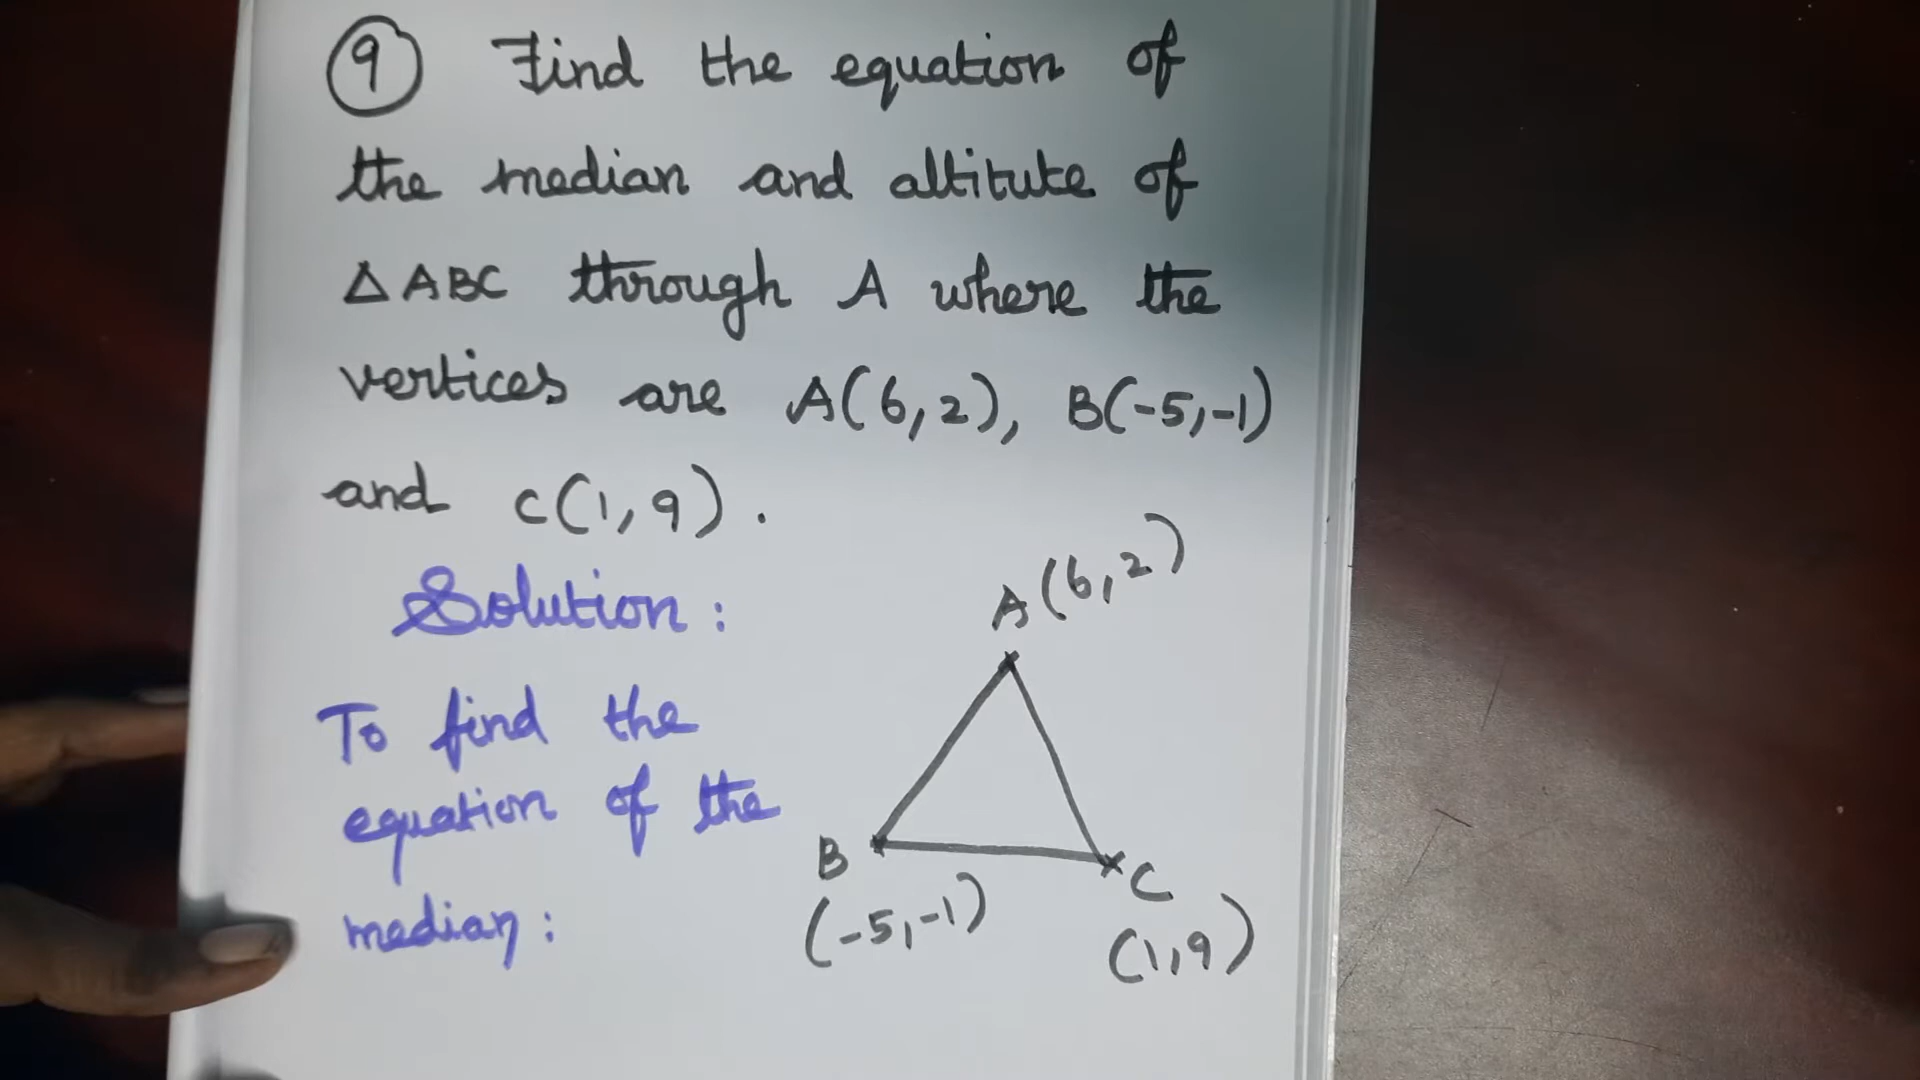 9 Find the equation of
the median and altitute of
△ ABC through A where the
vertices are A(6,2), B(-5,-1)
and C(1,9).
Solution:
A(6,2)
To find the
equation of the
median:
B
(-5,-1)
C
(1,9)